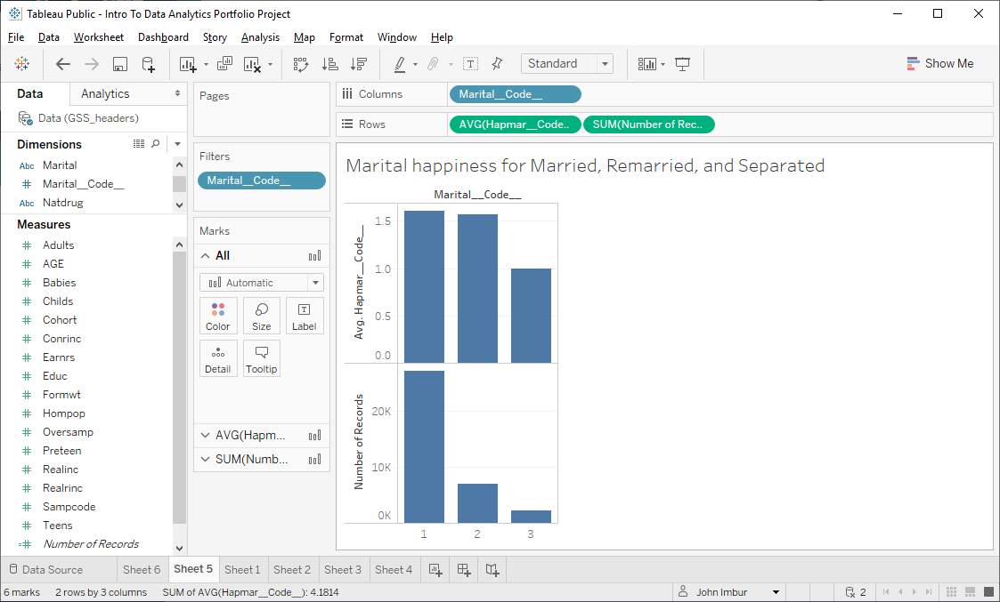 Tableau Public - Intro To Data Analytics Portfolio Project
File Data Worksheet Dashboard Story Analysis Map Format Window Help
Standard
Show Me
Data
Analytics
Data (GSS_headers)
Dimensions
Abc Marital
Marital__Code__
Abc Natdrug
Measures
Adults
AGE
Babies
Childs
Cohort
Conrinc
Earnrs
Educ
Formwt
Hompop
Oversamp
Preteen
Realinc
Realrinc
Sampcode
Teens
Number of Records
Pages
Filters
Marital__Code__
Marks
All
Automatic
Color Size Label
Detail Tooltip
AVG(Hapm...
SUM(Numb...
Columns Marital__Code__
Rows AVG(Hapmar__Code.. SUM(Number of Rec..
Marital happiness for Married, Remarried, and Separated
Marital__Code__
Avg. Hapmar__Code__
1.5
1.0
0.5
0.0
Number of Records
20K
10K
0K
1 2 3
Data Source Sheet 6 Sheet 5 Sheet 1 Sheet 2 Sheet 3 Sheet 4
6 marks 2 rows by 3 columns SUM of AVG(Hapmar__Code__): 4.1814 John Imbur 2